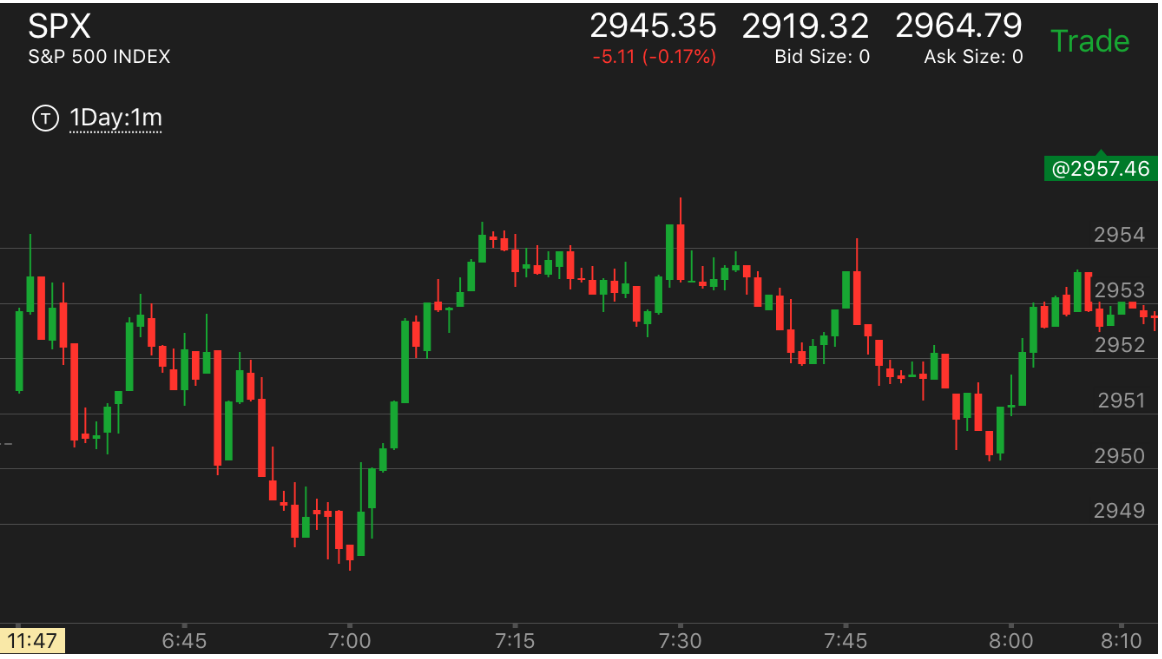 SPX 2945.35 2919.32 2964.79 Trade
S&P 500 INDEX -5.11 (-0.17%) Bid Size: 0 Ask Size: 0
T 1Day:1m
@2957.46
2954
2953
2952
2951
2950
2949
11:47 6:45 7:00 7:15 7:30 7:45 8:00 8:10